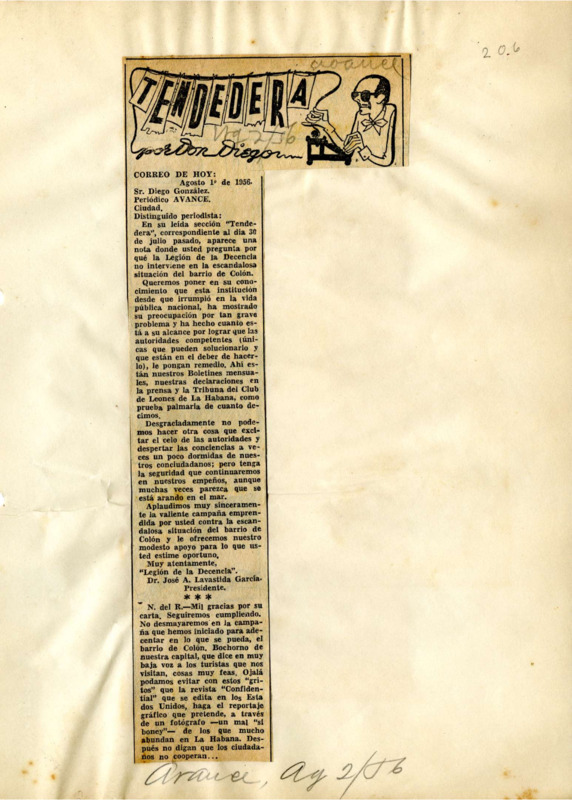 206
avance
TENDEDERA
Ag 2/56
por Don Diego
CORREO DE HOY:
Agosto 1º de 1956.
Sr. Diego González.
Periódico AVANCE.
Ciudad,
Distinguido periodista:
En su leída sección "Tende-
dera", correspondiente al día 30
de julio pasado, aparece una
nota donde usted pregunta por
qué la Legión de la Decencia
no interviene en la escandalosa
situación del barrio de Colón.
Queremos poner en su co-
nocimiento que esta institución
desde que irrumpió en la vida
pública nacional, ha mostrado
su preocupación por tan grave
problema y ha hecho cuanto es-
tá a su alcance por lograr que las
autoridades competentes (úni-
cas que pueden solucionarlo y
que están en el deber de hacer-
lo), le pongan remedio. Ahí es-
tán nuestros Boletines mensua-
les, nuestras declaraciones en
la prensa y la Tribuna del Club
de Leones de La Habana, como
prueba palmaria de cuanto de-
cimos.
Desgraciadamente no pode-
mos hacer otra cosa que exci-
tar el celo de las autoridades y
despertar las conciencias a ve-
ces un poco dormidas de nues-
tros conciudadanos; pero tenga
la seguridad que continuaremos
en nuestros empeños, aunque
muchas veces parezca que se
está arando en el mar.
Aplaudimos muy sinceramen-
te la valiente campaña empren-
dida por usted contra la escan-
dalosa situación del barrio de
Colón y le ofrecemos nuestro
modesto apoyo para lo que us-
ted estime oportuno,
Muy atentamente,
"Legión de la Decencia".
Dr. José A. Lavastida García-
Presidente.
* * *
N. del R.—Mil gracias por su
carta. Seguiremos cumpliendo.
No desmayaremos en la campa-
ña que hemos iniciado para ade-
centar en lo que se pueda, el
barrio de Colón, Bochorno de
nuestra capital, que dice en muy
baja voz a los turistas que nos
visitan, cosas muy feas. Ojalá
podamos evitar con estos "gri-
tos" que la revista "Confiden-
tial" que se edita en los Esta
dos Unidos, haga el reportaje
gráfico que pretende, a través
de un fotógrafo —un mal "si
boney"— de los que mucho
abundan en La Habana. Des-
pués no digan que los ciudada-
nos no cooperan...
Avance, Ag 2/56